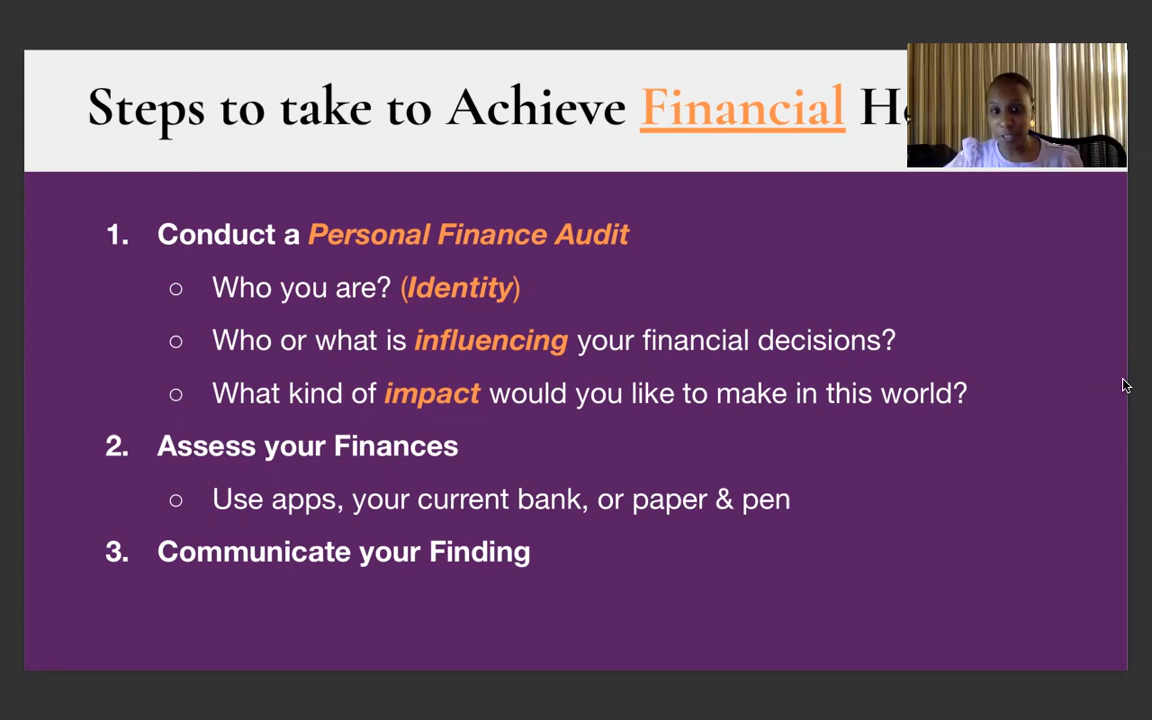 Steps to take to Achieve Financial
1. Conduct a Personal Finance Audit
○ Who you are? (Identity)
○ Who or what is influencing your financial decisions?
○ What kind of impact would you like to make in this world?
2. Assess your Finances
○ Use apps, your current bank, or paper & pen
3. Communicate your Finding